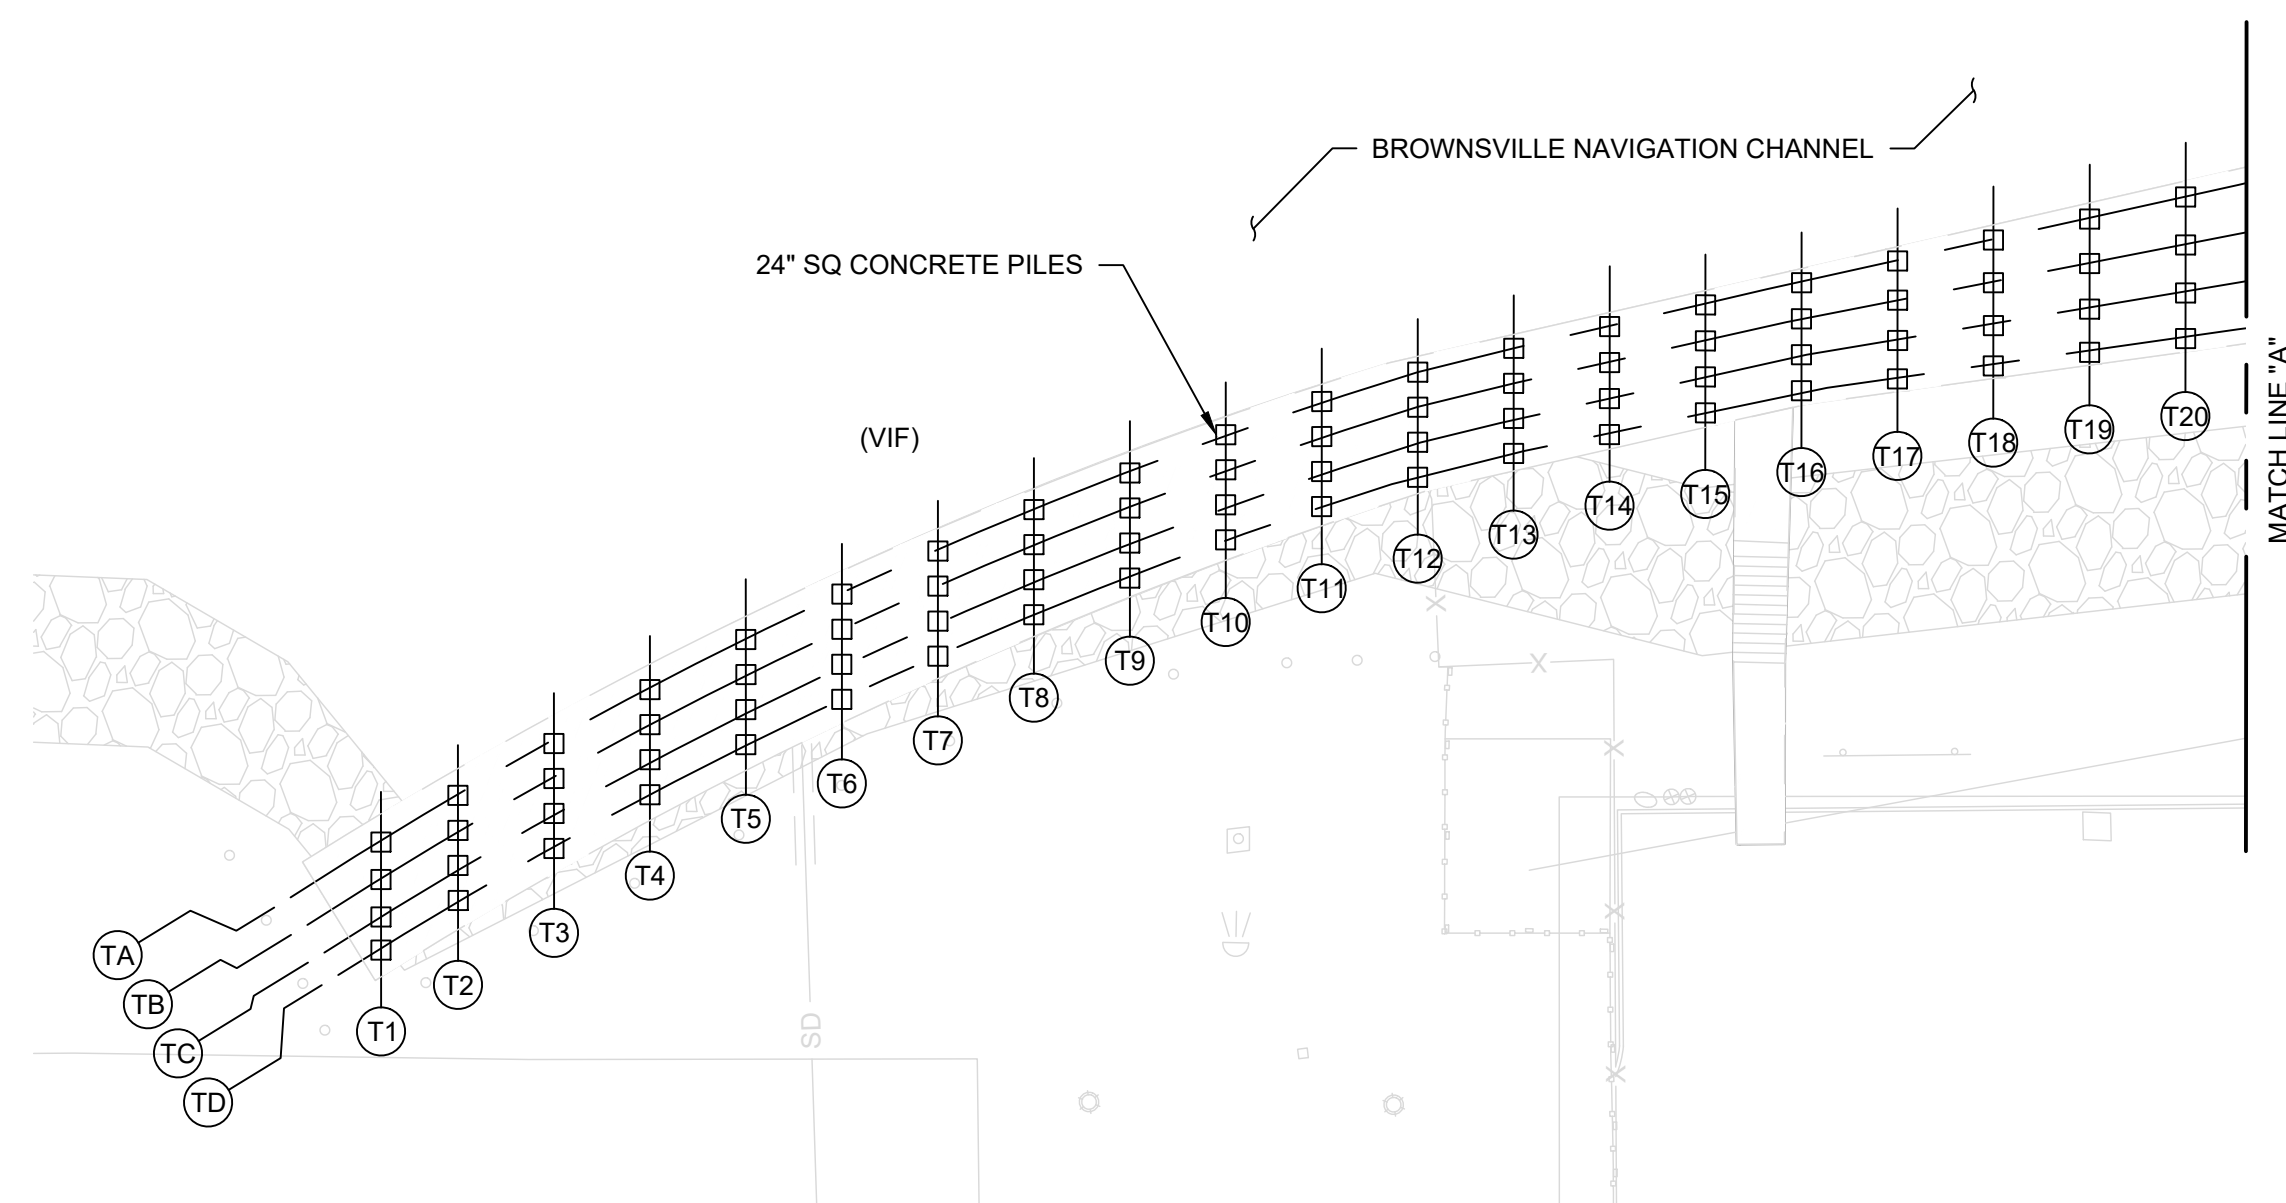 BROWNSVILLE NAVIGATION CHANNEL
24" SQ CONCRETE PILES
(VIF)
MATCH LINE "A"
T20
T19
T18
T17
T16
T15
T14
T13
T12
T11
T10
T9
T8
T7
T6
T5
T4
T3
T2
T1
TA
TB
TC
TD
SD
X
X
X
X
X